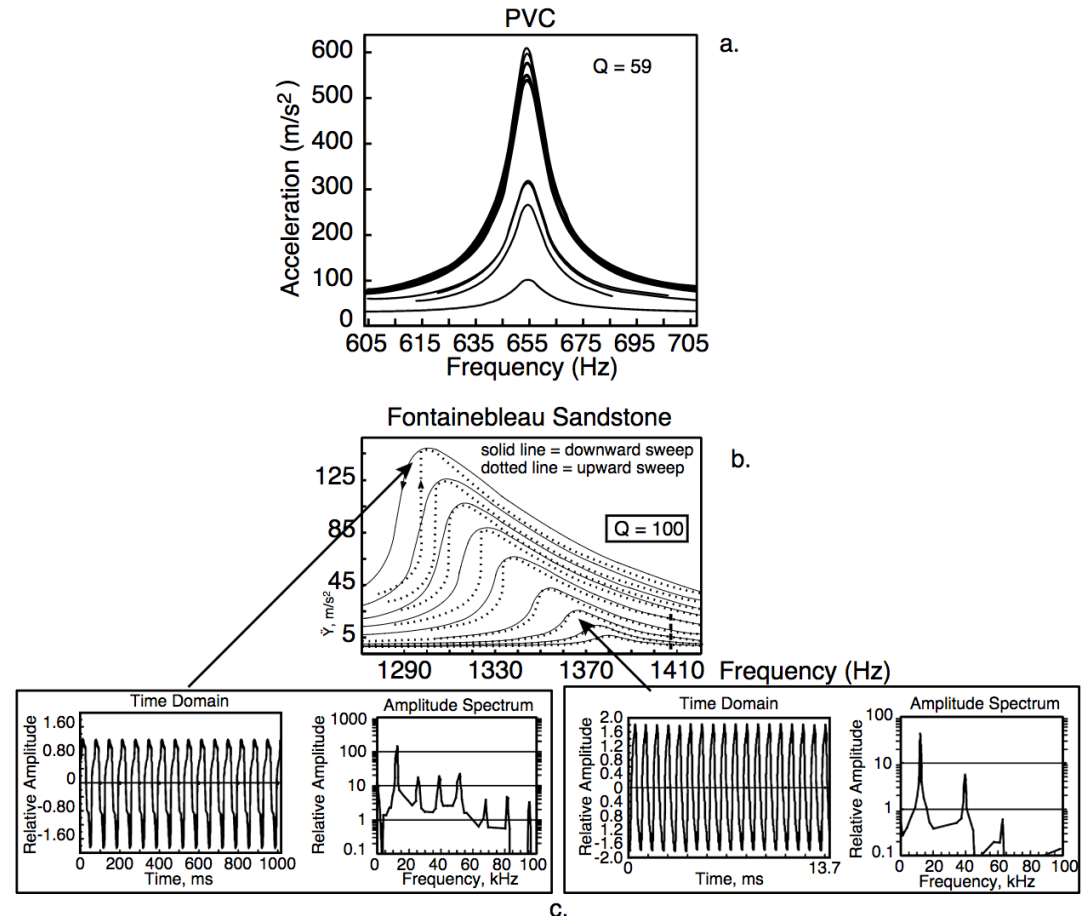 PVC
a.
Q = 59
Acceleration (m/s²)
600
500
400
300
200
100
0
605 615 625 635 645 655 665 675 685 695 705
Frequency (Hz)
Fontainebleau Sandstone
b.
solid line = downward sweep
dotted line = upward sweep
Q = 100
Ÿ, m/s²
125
85
45
5
1290 1330 1370 1410
Frequency (Hz)
Time Domain
Relative Amplitude
1.60
0.80
0
-0.80
-1.60
0 200 400 600 800 1000
Time, ms
Amplitude Spectrum
Relative Amplitude
1000
100
10
1
0.1
0 20 40 60 80 100
Frequency, kHz
Time Domain
Relative Amplitude
2.0
1.6
1.2
0.8
0.4
0
0.4
0.8
-1.2
-1.6
-2.0
0 13.7
Time, ms
Amplitude Spectrum
Relative Amplitude
100
10
1
0.1
0 20 40 60 80 100
Frequency, kHz
c.